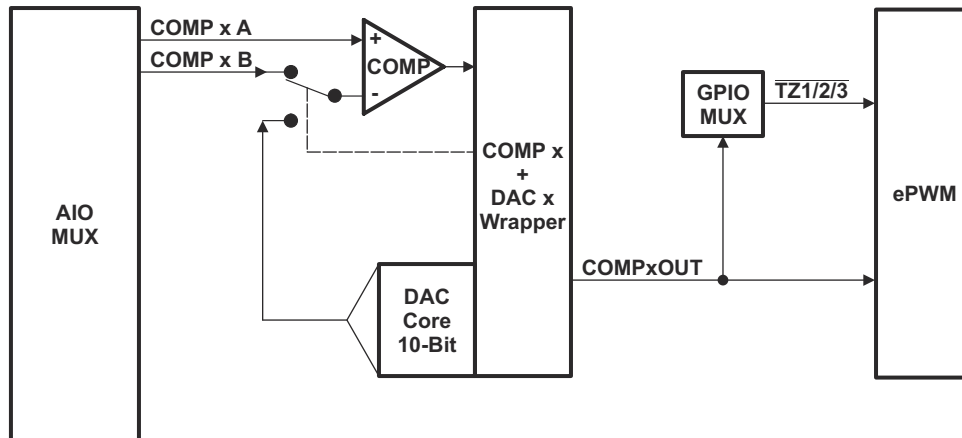 COMP x A
COMP x B
+
COMP
-
AIO
MUX
COMP x
+
DAC x
Wrapper
DAC
Core
10-Bit
COMPxOUT
GPIO
MUX
TZ1/2/3
ePWM